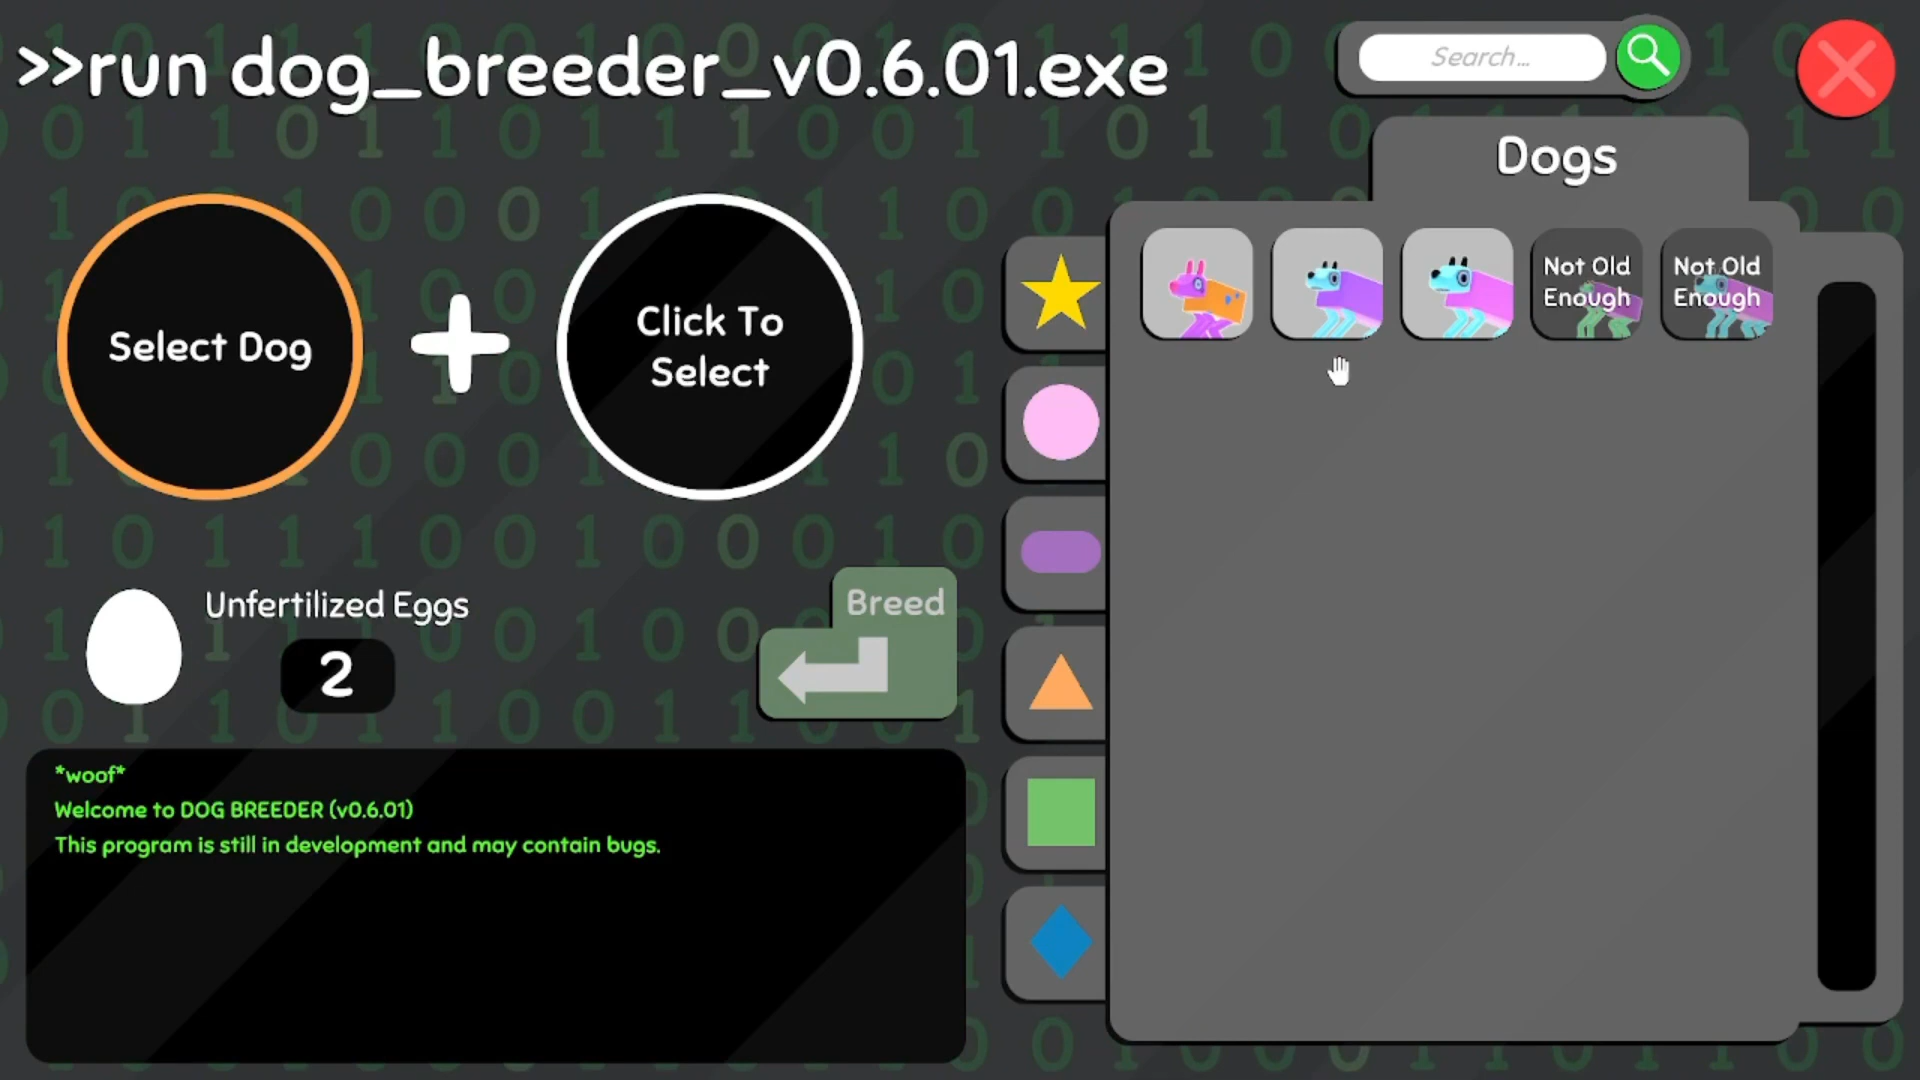 >>run dog_breeder_v0.6.01.exe
Search...
Dogs
Select Dog
Click To
Select
Not Old
Enough
Not Old
Enough
Unfertilized Eggs
2
Breed
*woof*
Welcome to DOG BREEDER (v0.6.01)
This program is still in development and may contain bugs.